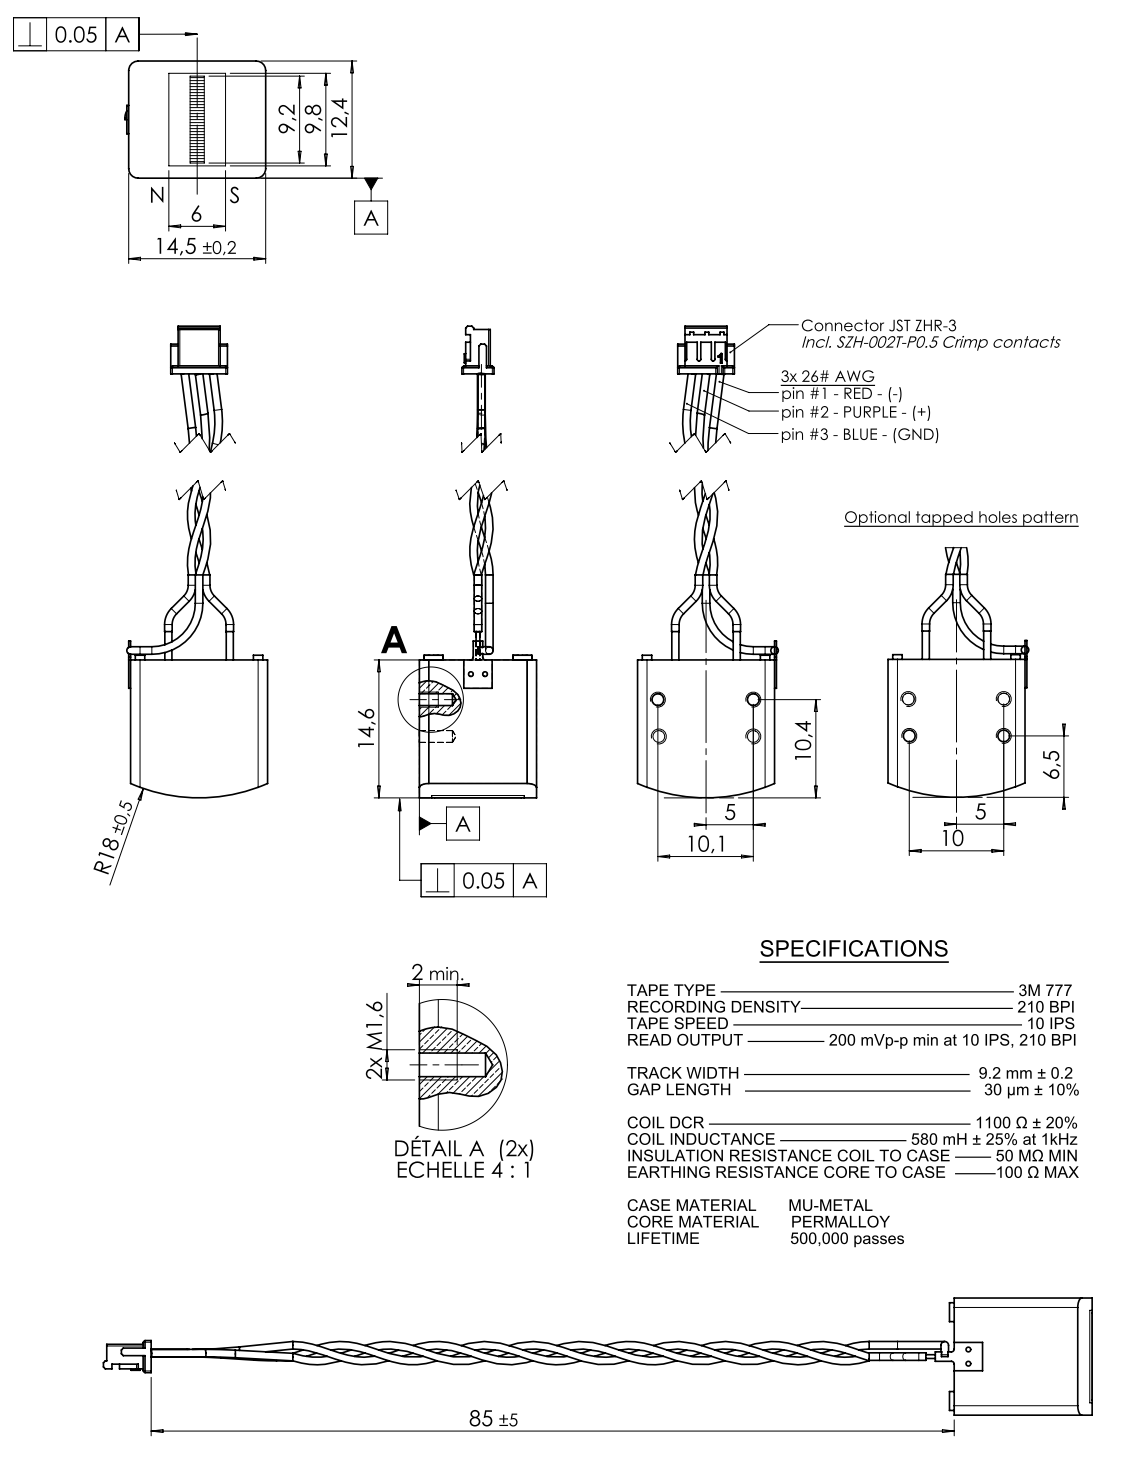 ⊥ 0.05 A
9,2
9,8
12,4
N S
6
A
14,5 ±0,2
Connector JST ZHR-3
Incl. SZH-002T-P0.5 Crimp contacts
1
3x 26# AWG
pin #1 - RED - (-)
pin #2 - PURPLE - (+)
pin #3 - BLUE - (GND)
Optional tapped holes pattern
A
14,6
R18 ±0,5
A
⊥ 0.05 A
10,4
5
10,1
6,5
5
10
2 min.
2x M1,6
DÉTAIL A (2x)
ECHELLE 4 : 1
SPECIFICATIONS
TAPE TYPE 3M 777
RECORDING DENSITY 210 BPI
TAPE SPEED 10 IPS
READ OUTPUT 200 mVp-p min at 10 IPS, 210 BPI
TRACK WIDTH 9.2 mm ± 0.2
GAP LENGTH 30 µm ± 10%
COIL DCR 1100 Ω ± 20%
COIL INDUCTANCE 580 mH ± 25% at 1kHz
INSULATION RESISTANCE COIL TO CASE 50 MΩ MIN
EARTHING RESISTANCE CORE TO CASE 100 Ω MAX
CASE MATERIAL MU-METAL
CORE MATERIAL PERMALLOY
LIFETIME 500,000 passes
85 ±5